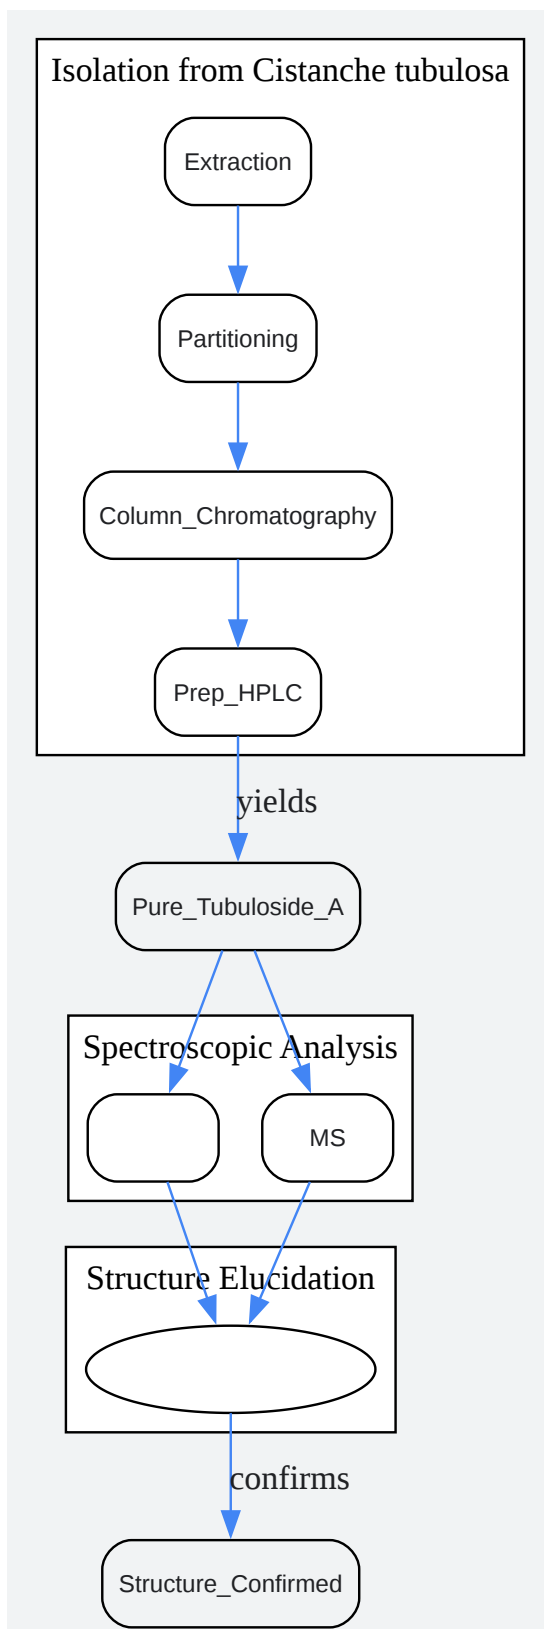 Isolation from Cistanche tubulosa
Extraction
Partitioning
Column_Chromatography
Prep_HPLC
yields
Pure_Tubuloside_A
Spectroscopic Analysis
MS
Structure Elucidation
confirms
Structure_Confirmed